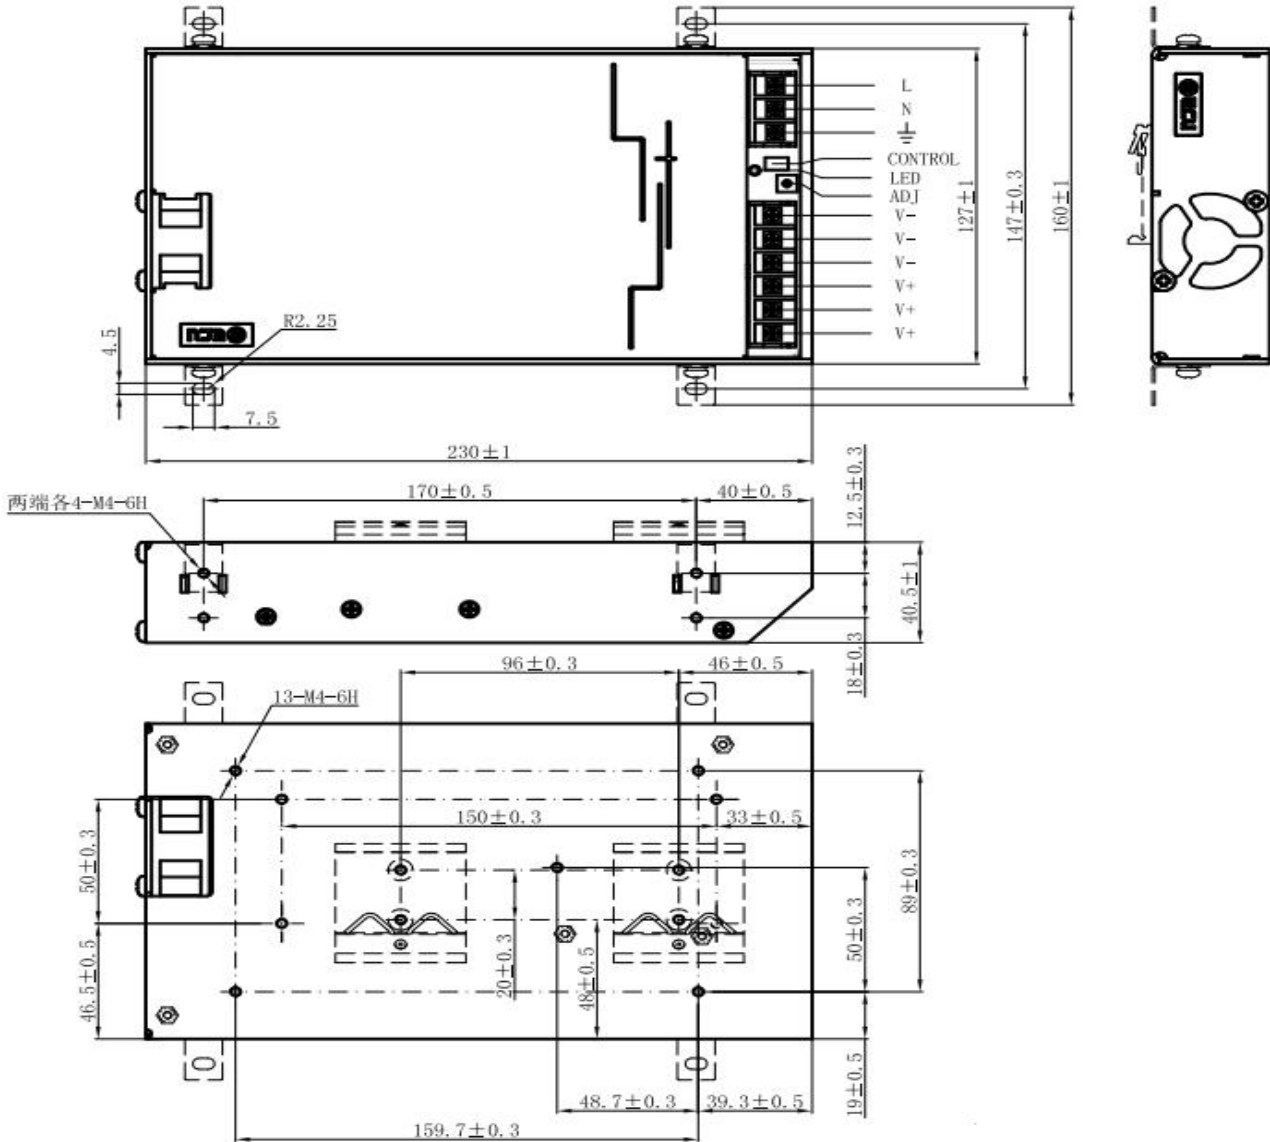 L
N
CONTROL
LED
ADJ
V-
V-
V-
V+
V+
V+
127±1
147±0.3
160±1
R2.25
4.5
7.5
230±1
170±0.5
40±0.5
12.5±0.3
两端各4-M4-6H
40.5±1
18±0.3
96±0.3
46±0.5
13-M4-6H
150±0.3
33±0.5
50±0.3
46.5±0.5
20±0.3
48±0.5
50±0.3
89±0.3
19±0.5
48.7±0.3
39.3±0.5
159.7±0.3